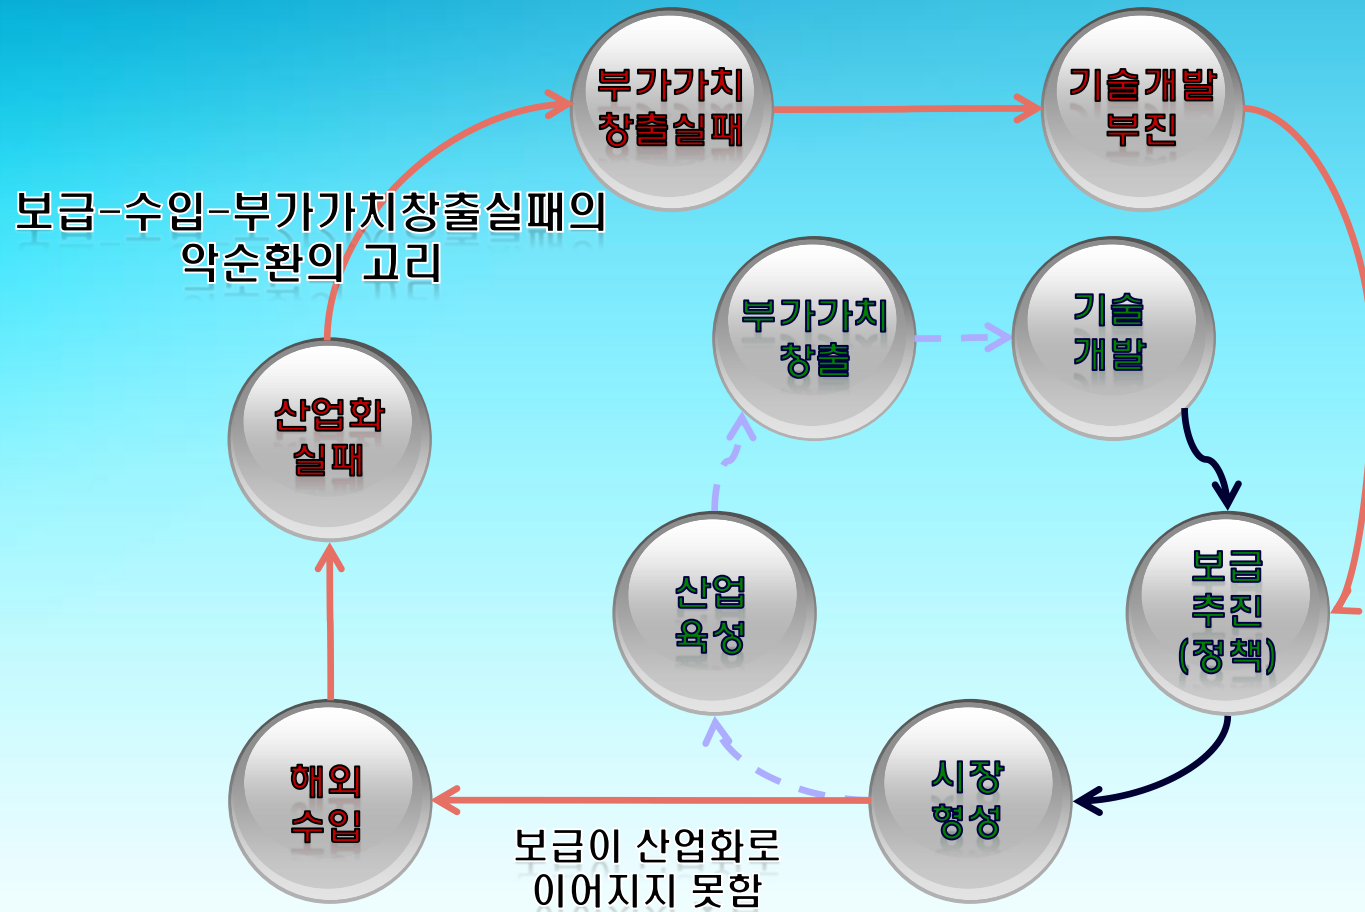 부가가치
창출실패
기술개발
부진
보급-수입-부가가치창출실패의
악순환의 고리
부가가치
창출
기술
개발
산업화
실패
산업
육성
보급
추진
(정책)
해외
수입
시장
형성
보급이 산업화로
이어지지 못함